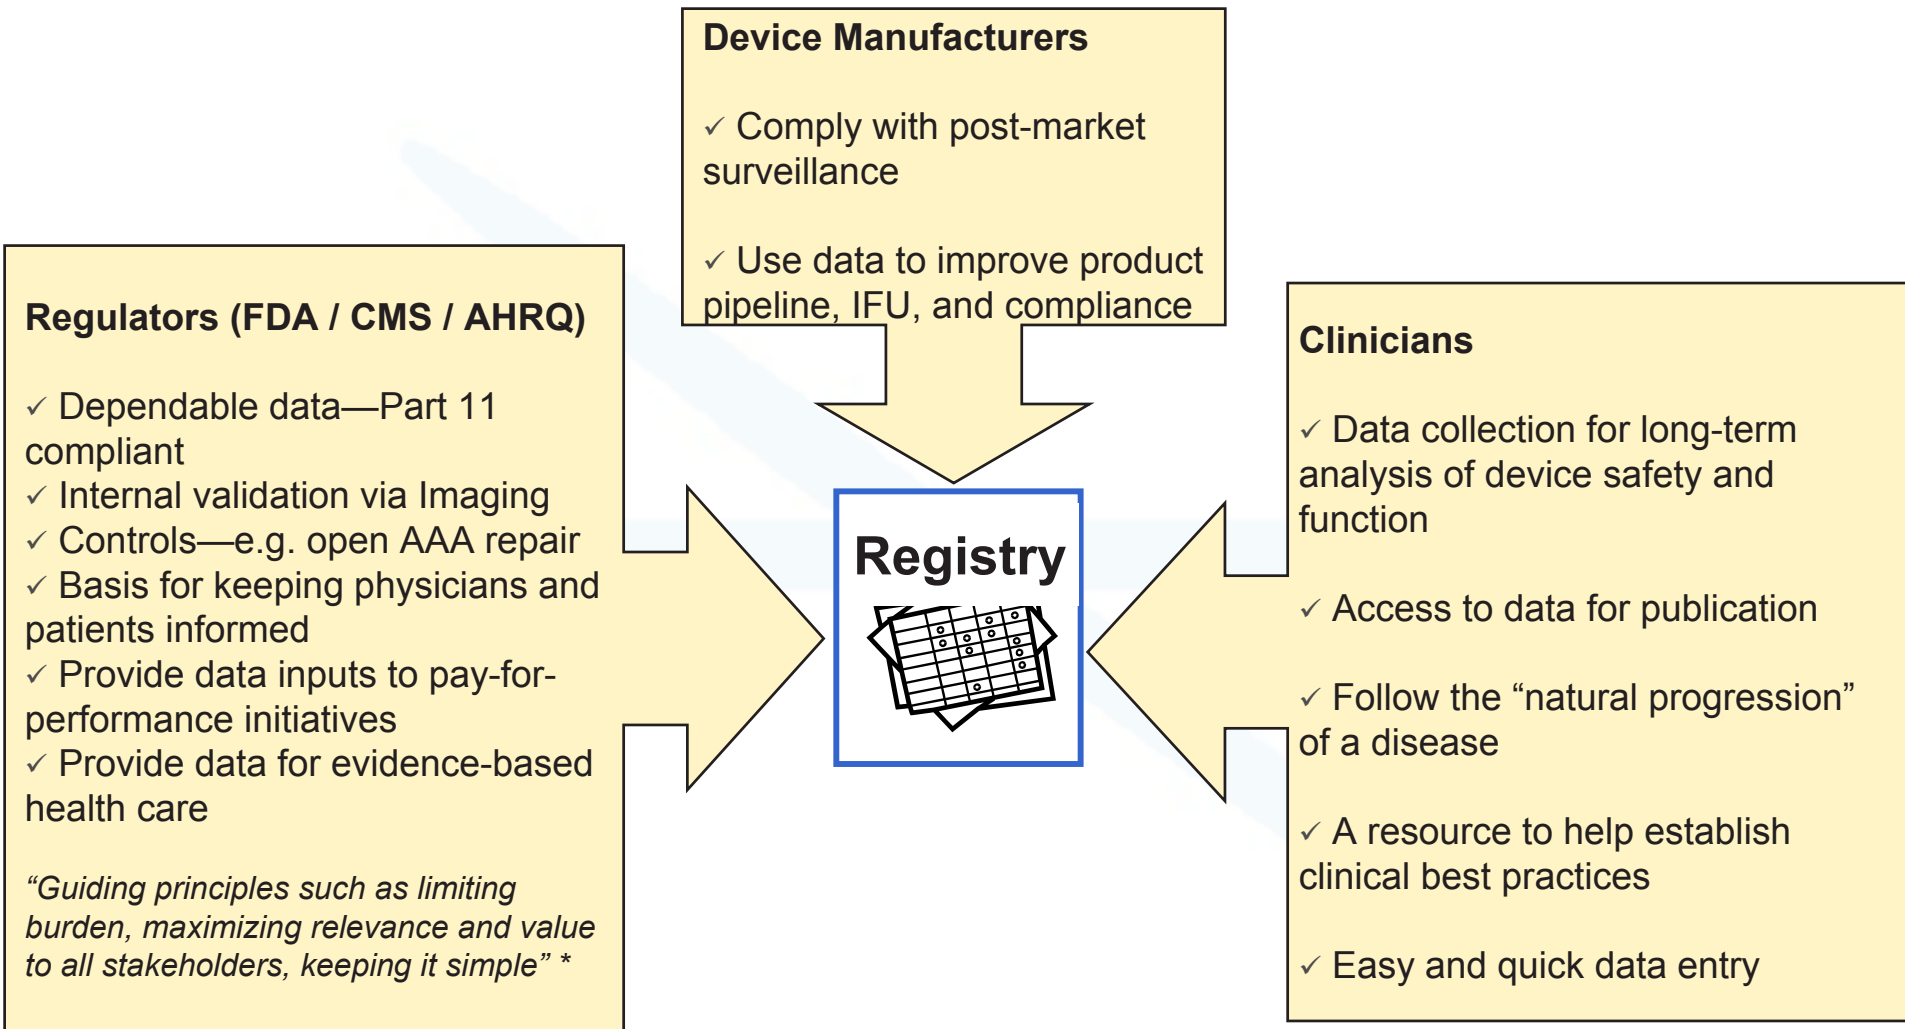 Device Manufacturers
✓ Comply with post-market
surveillance
✓ Use data to improve product
pipeline, IFU, and compliance
Regulators (FDA / CMS / AHRQ)
✓ Dependable data—Part 11
compliant
✓ Internal validation via Imaging
✓ Controls—e.g. open AAA repair
✓ Basis for keeping physicians and
patients informed
✓ Provide data inputs to pay-for-
performance initiatives
✓ Provide data for evidence-based
health care
“Guiding principles such as limiting
burden, maximizing relevance and value
to all stakeholders, keeping it simple” *
Registry
Clinicians
✓ Data collection for long-term
analysis of device safety and
function
✓ Access to data for publication
✓ Follow the “natural progression”
of a disease
✓ A resource to help establish
clinical best practices
✓ Easy and quick data entry